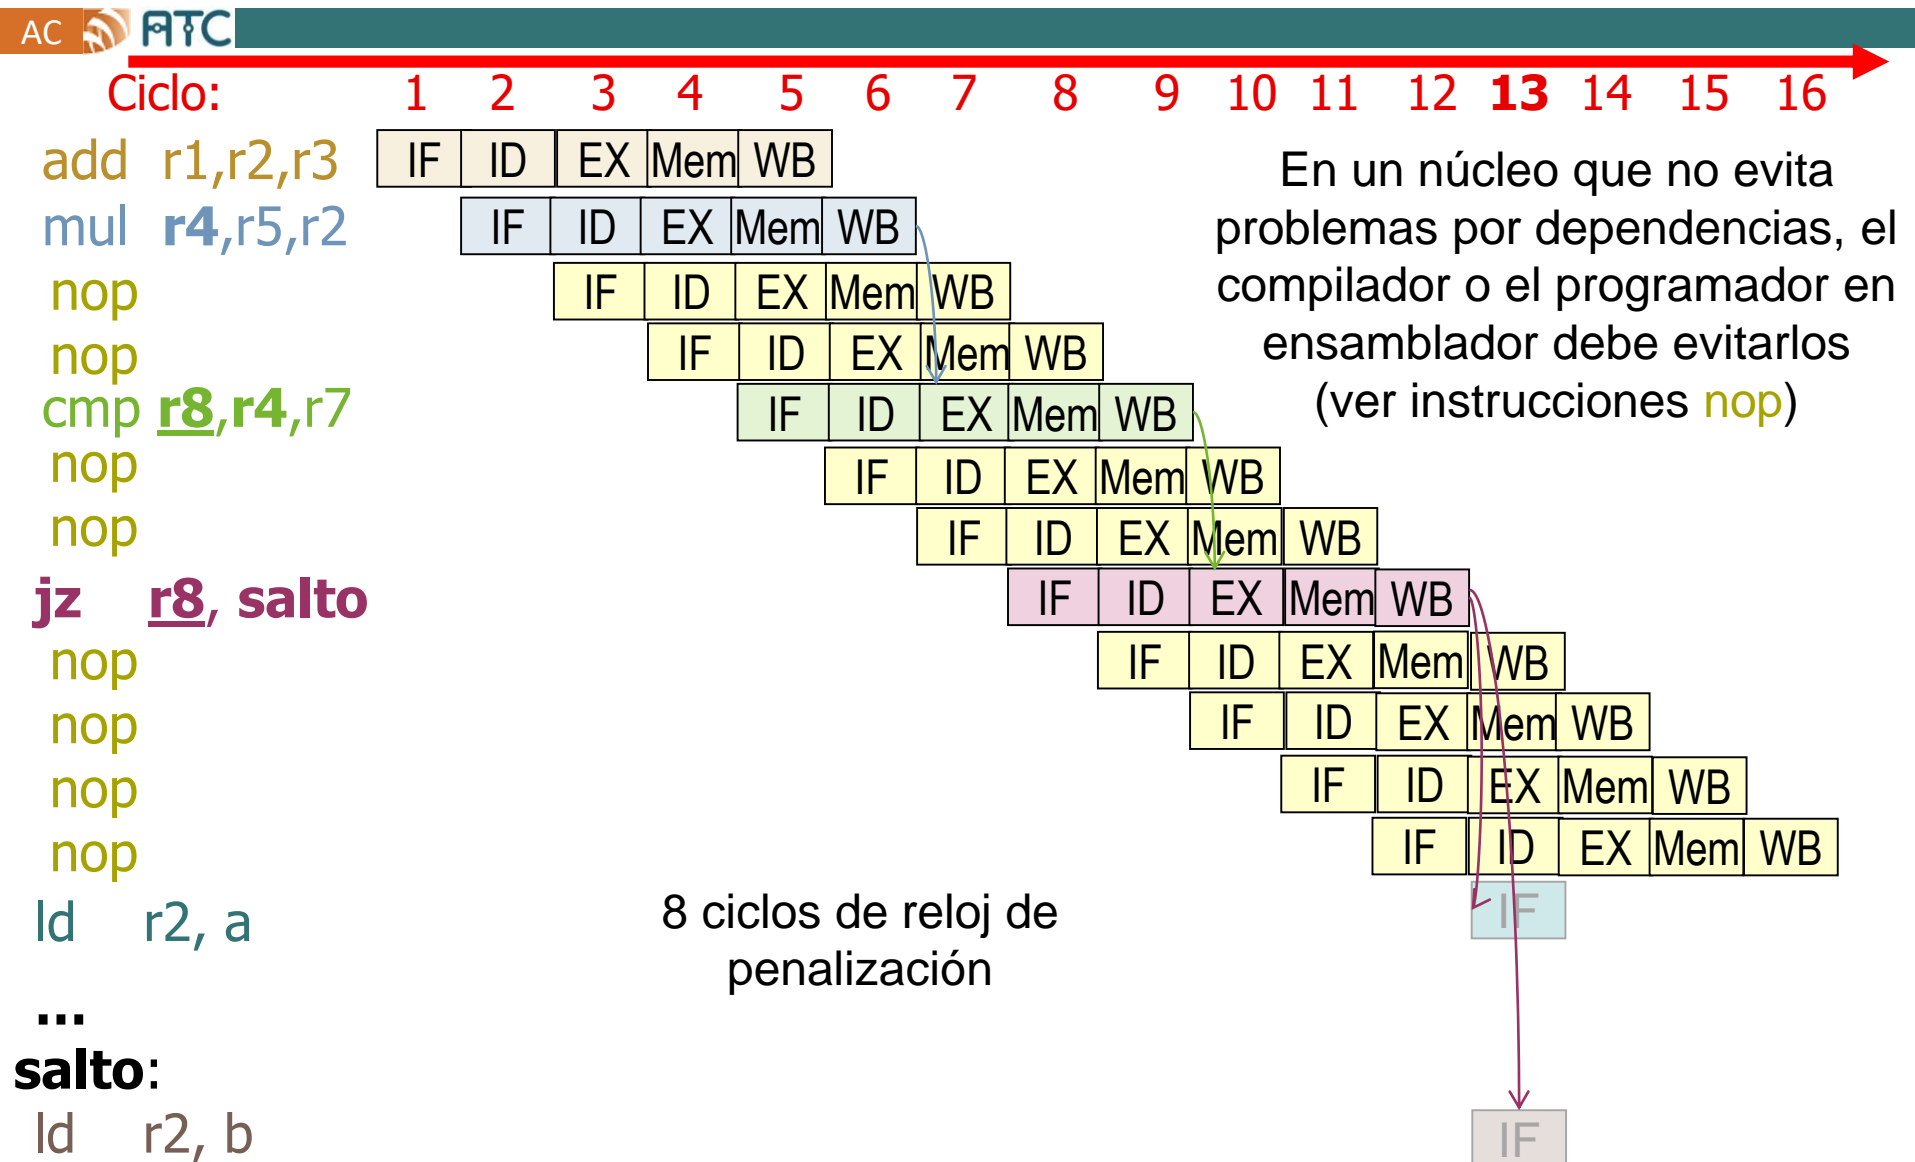 AC ATC
Ciclo: 1 2 3 4 5 6 7 8 9 10 11 12 13 14 15 16
add r1,r2,r3 IF ID EX Mem WB
mul r4,r5,r2 IF ID EX Mem WB
nop IF ID EX Mem WB
nop IF ID EX Mem WB
cmp r8,r4,r7 IF ID EX Mem WB
nop IF ID EX Mem WB
nop IF ID EX Mem WB
jz r8, salto IF ID EX Mem WB
nop IF ID EX Mem WB
nop IF ID EX Mem WB
nop IF ID EX Mem WB
nop IF ID EX Mem WB
ld r2, a IF
...
salto:
ld r2, b IF
En un núcleo que no evita
problemas por dependencias, el
compilador o el programador en
ensamblador debe evitarlos
(ver instrucciones nop)
8 ciclos de reloj de
penalización